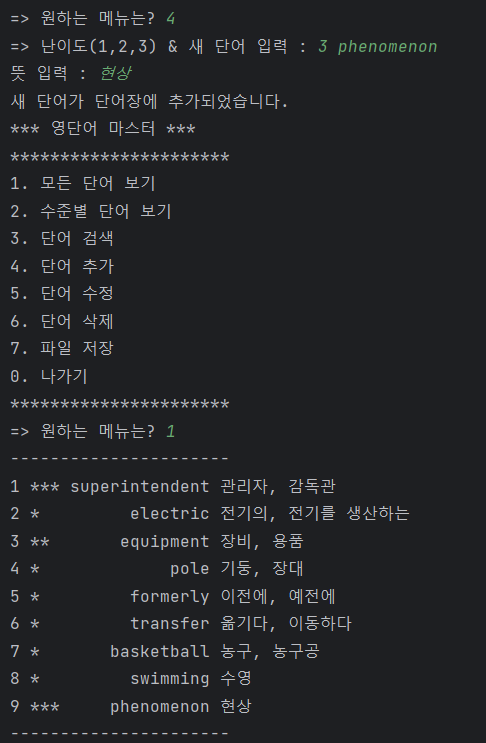 => 원하는 메뉴는? 4
=> 난이도(1,2,3) & 새 단어 입력 : 3 phenomenon
뜻 입력 : 현상
새 단어가 단어장에 추가되었습니다.
*** 영단어 마스터 ***
**********************
1. 모든 단어 보기
2. 수준별 단어 보기
3. 단어 검색
4. 단어 추가
5. 단어 수정
6. 단어 삭제
7. 파일 저장
0. 나가기
**********************
=> 원하는 메뉴는? 1
----------------------
1 *** superintendent 관리자, 감독관
2 *         electric 전기의, 전기를 생산하는
3 **       equipment 장비, 용품
4 *             pole 기둥, 장대
5 *         formerly 이전에, 예전에
6 *         transfer 옮기다, 이동하다
7 *       basketball 농구, 농구공
8 *         swimming 수영
9 ***     phenomenon 현상
----------------------